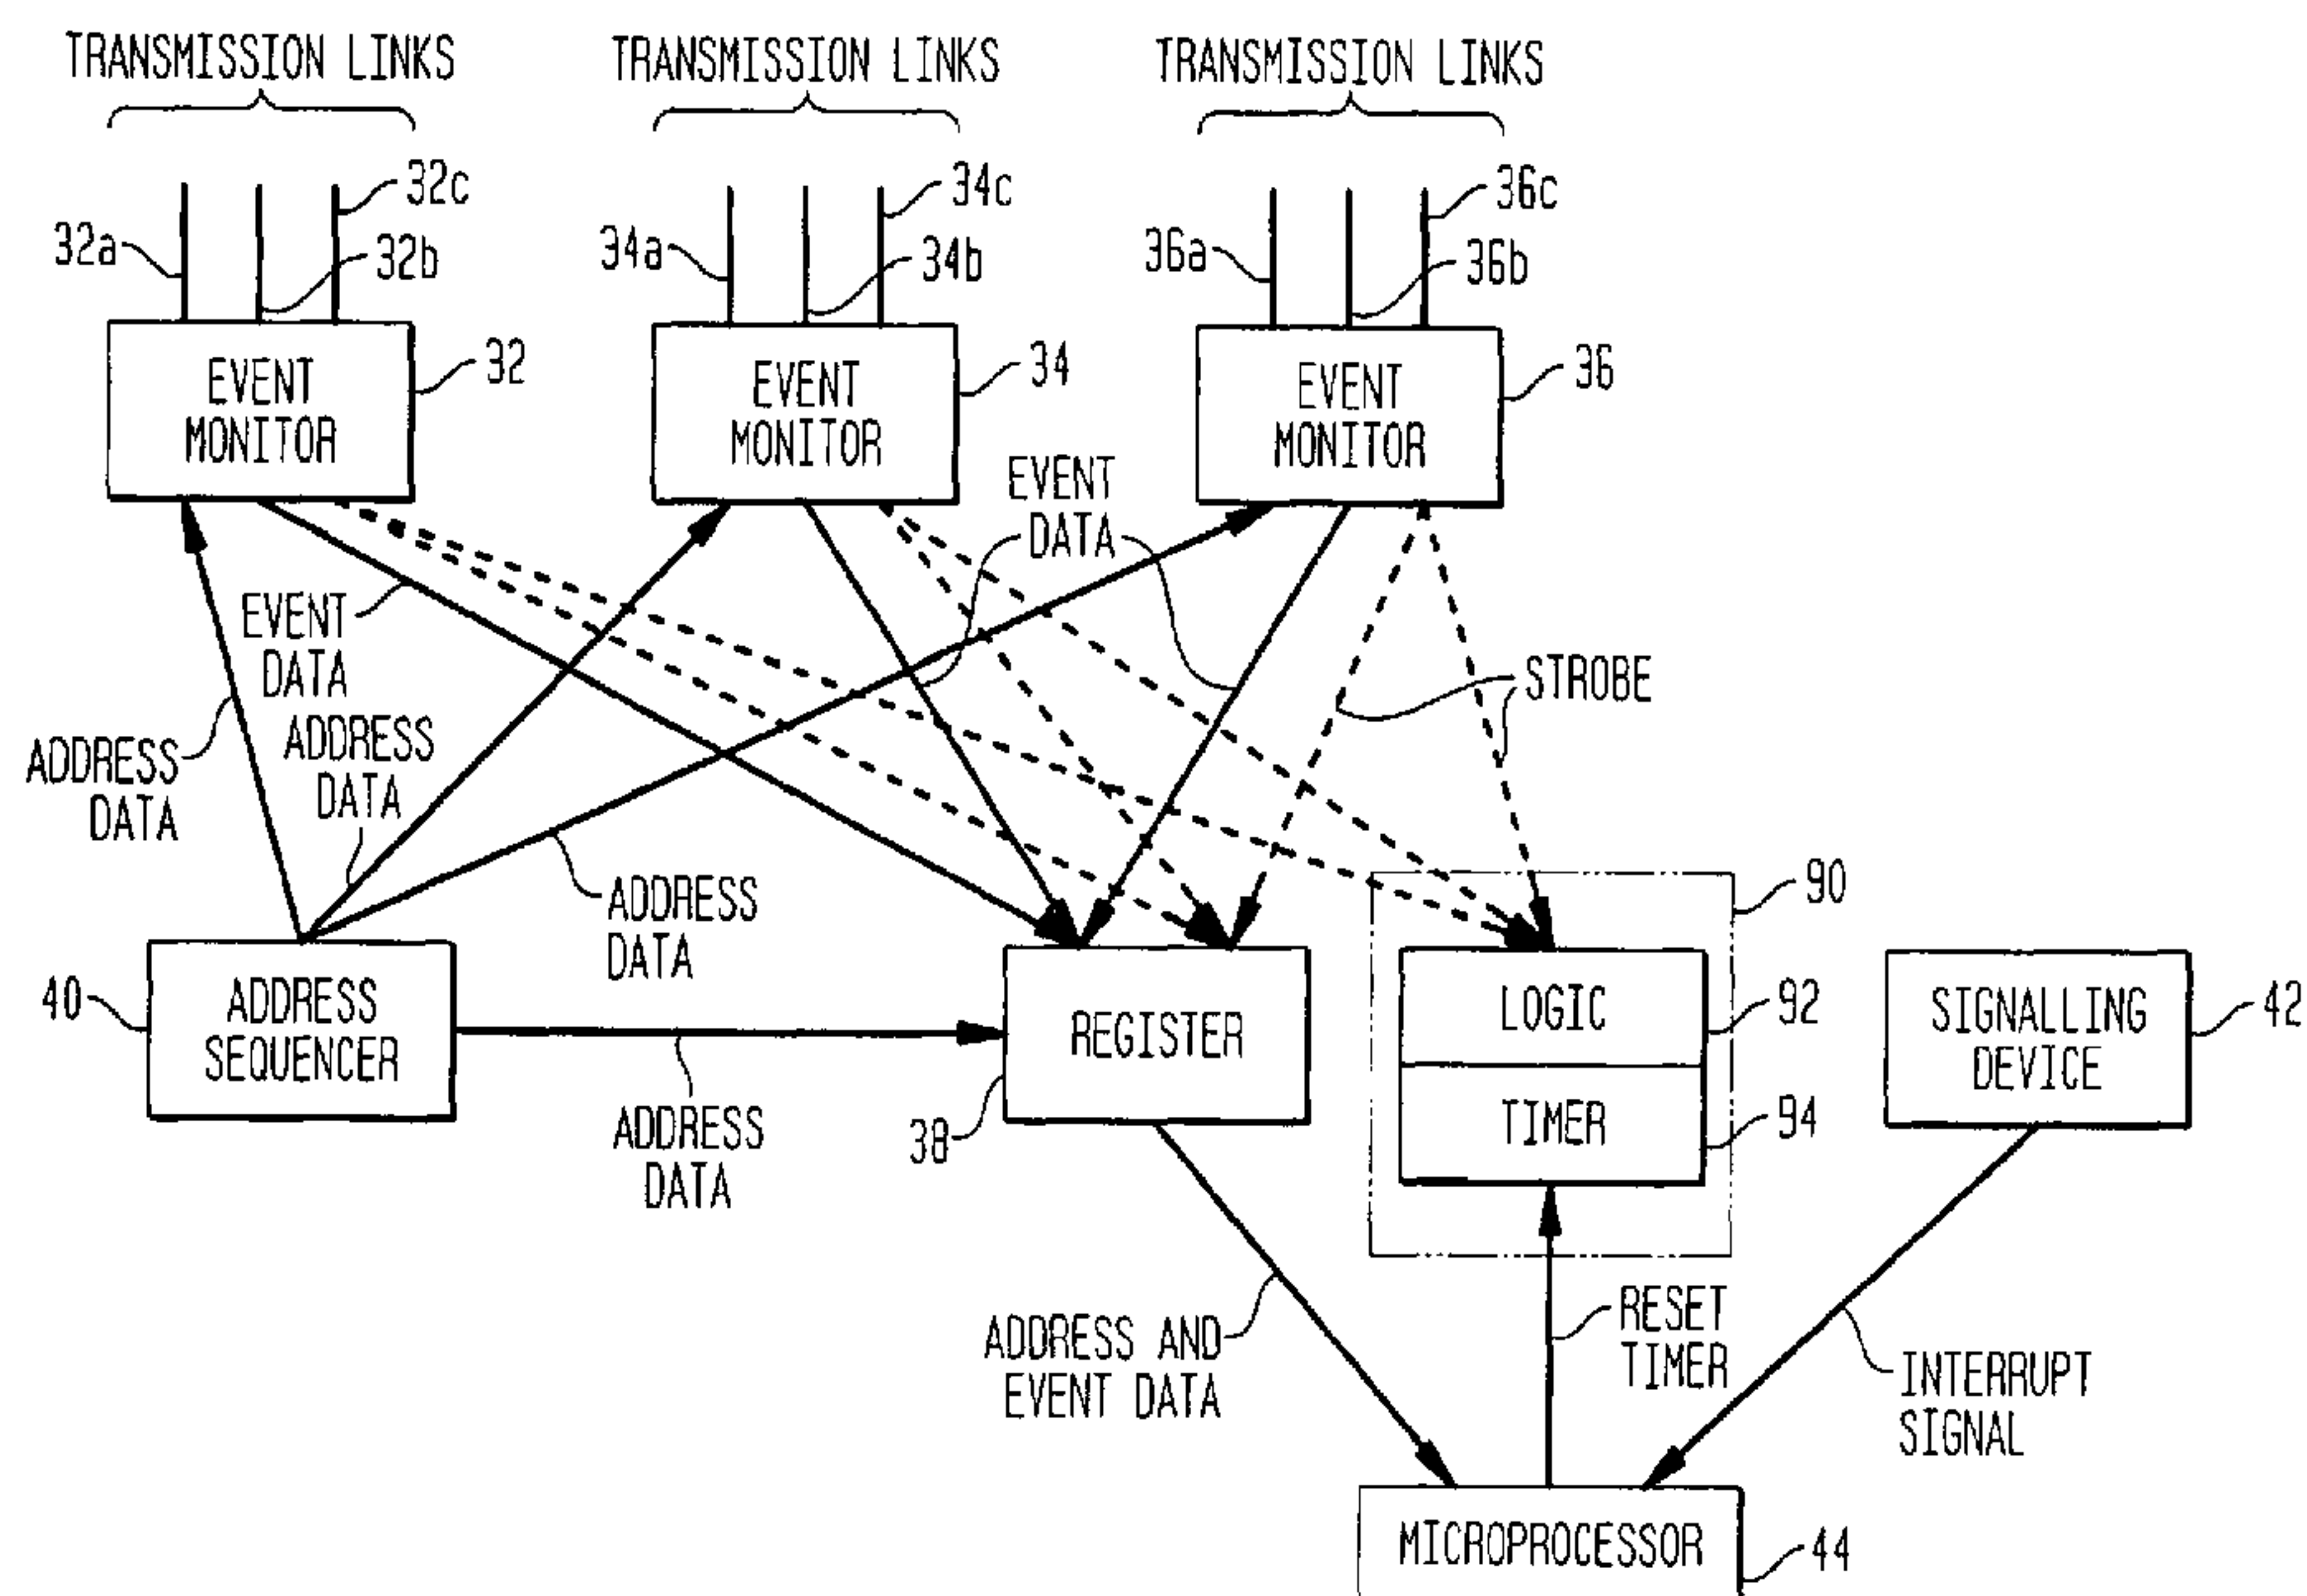 TRANSMISSION LINKS
TRANSMISSION LINKS
TRANSMISSION LINKS
32a
32b
32c
34a
34b
34c
36a
36b
36c
EVENT
MONITOR
32
EVENT
MONITOR
34
EVENT
MONITOR
36
EVENT
DATA
EVENT
DATA
STROBE
ADDRESS
DATA
ADDRESS
DATA
ADDRESS
DATA
90
40
ADDRESS
SEQUENCER
ADDRESS
DATA
REGISTER
38
LOGIC
92
TIMER
94
SIGNALLING
DEVICE
42
ADDRESS AND
EVENT DATA
RESET
TIMER
INTERRUPT
SIGNAL
MICROPROCESSOR
44